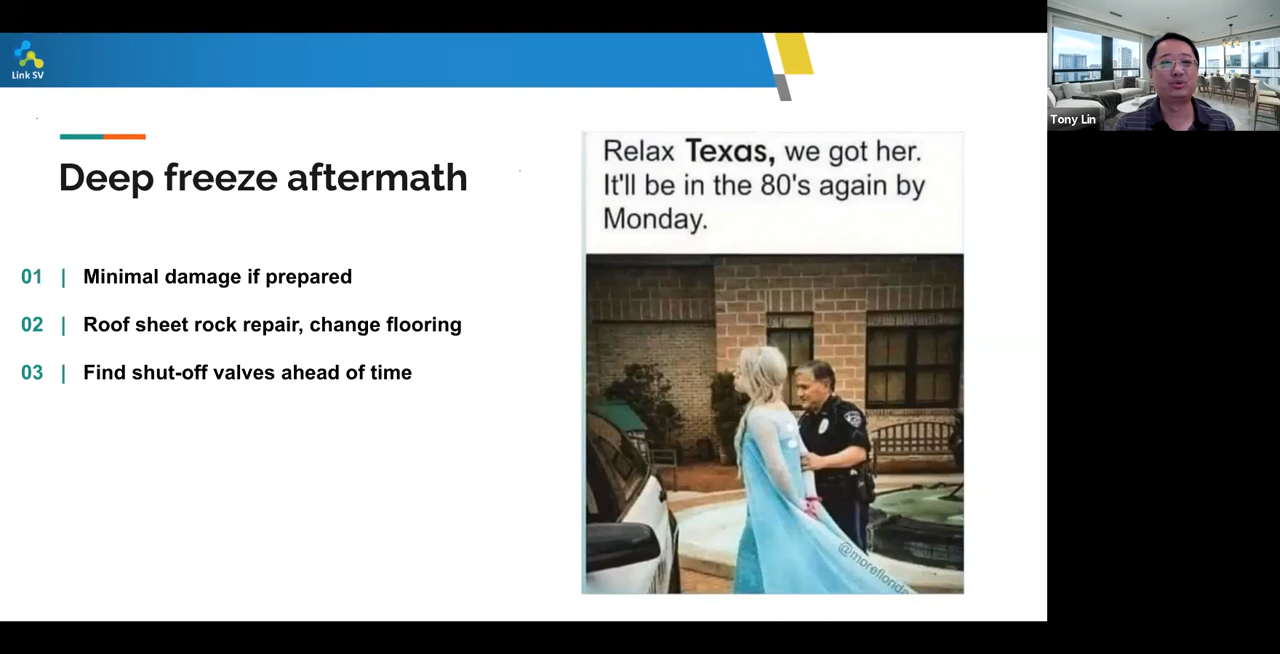 Link SV
Tony Lin
Deep freeze aftermath
01 | Minimal damage if prepared
02 | Roof sheet rock repair, change flooring
03 | Find shut-off valves ahead of time
Relax Texas, we got her.
It'll be in the 80's again by
Monday.
@moreflorida